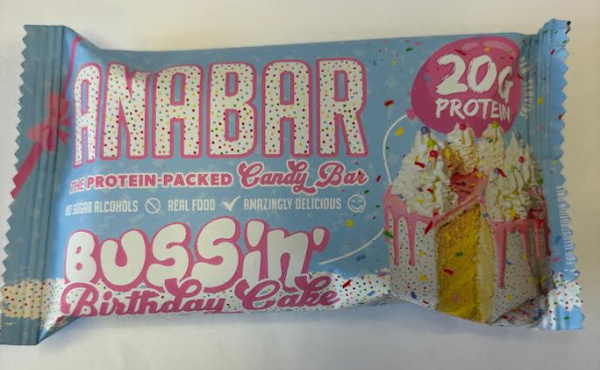 ANABAR
THE PROTEIN-PACKED Candy Bar
NO SUGAR ALCOHOLS REAL FOOD AMAZINGLY DELICIOUS
BUSSIN'
Birthday Cake
20G
PROTEIN